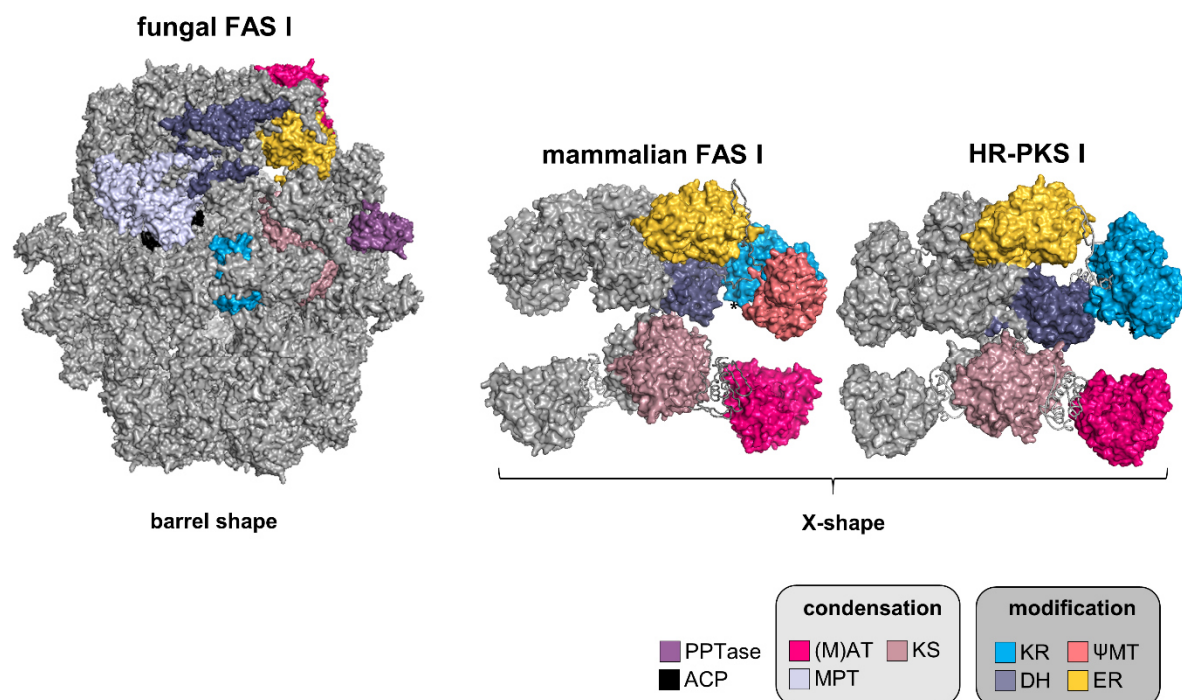 fungal FAS I
mammalian FAS I
HR-PKS I
*
*
barrel shape
X-shape
condensation
modification
PPTase
(M)AT
KS
KR
ΨMT
ACP
MPT
DH
ER